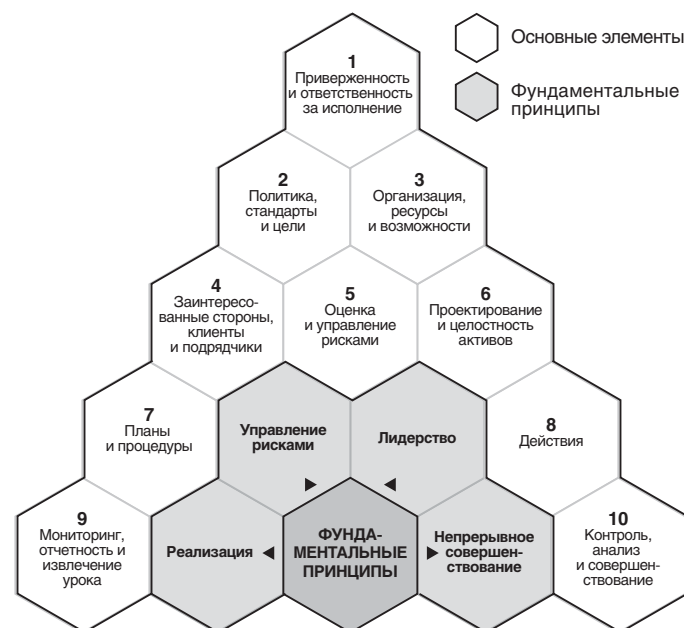 Основные элементы
Фундаментальные
принципы
1
Приверженность
и ответственность
за исполнение
2
Политика,
стандарты
и цели
3
Организация,
ресурсы
и возможности
4
Заинтересо-
ванные стороны,
клиенты
и подрядчики
5
Оценка
и управление
рисками
6
Проектирование
и целостность
активов
7
Планы
и процедуры
Управление
рисками
Лидерство
8
Действия
9
Мониторинг,
отчетность и
извлечение
урока
Реализация
ФУНДА-
МЕНТАЛЬНЫЕ
ПРИНЦИПЫ
Непрерывное
совершен-
ствование
10
Контроль,
анализ
и совершен-
ствование